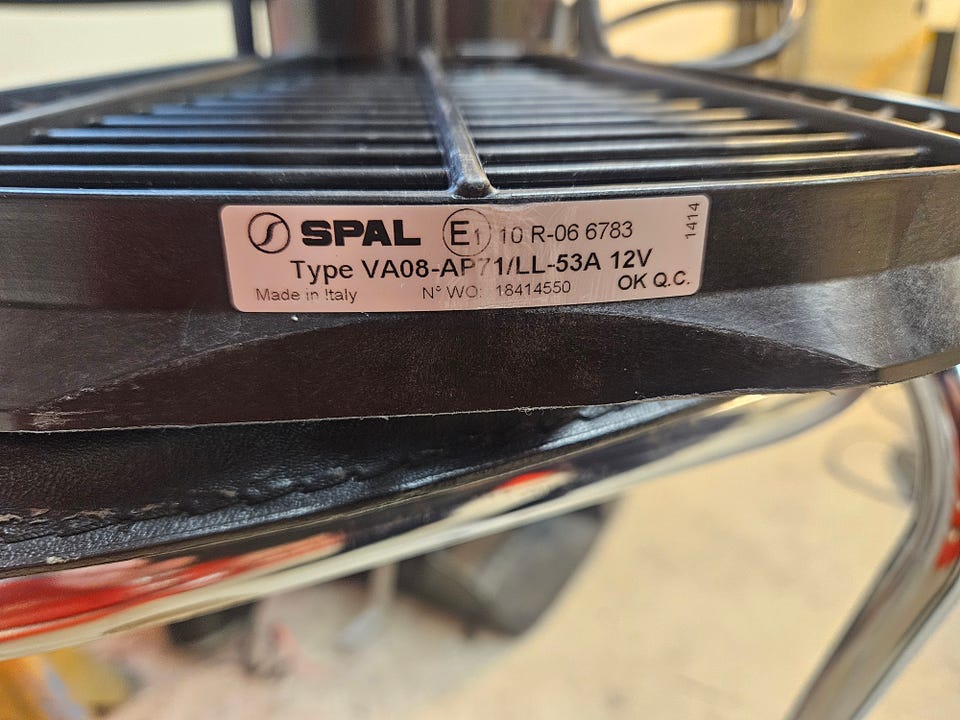 SPAL E1 10 R-06 6783
1414
Type VA08-AP71/LL-53A 12V
Made in Italy N° WO: 18414550 OK Q.C.